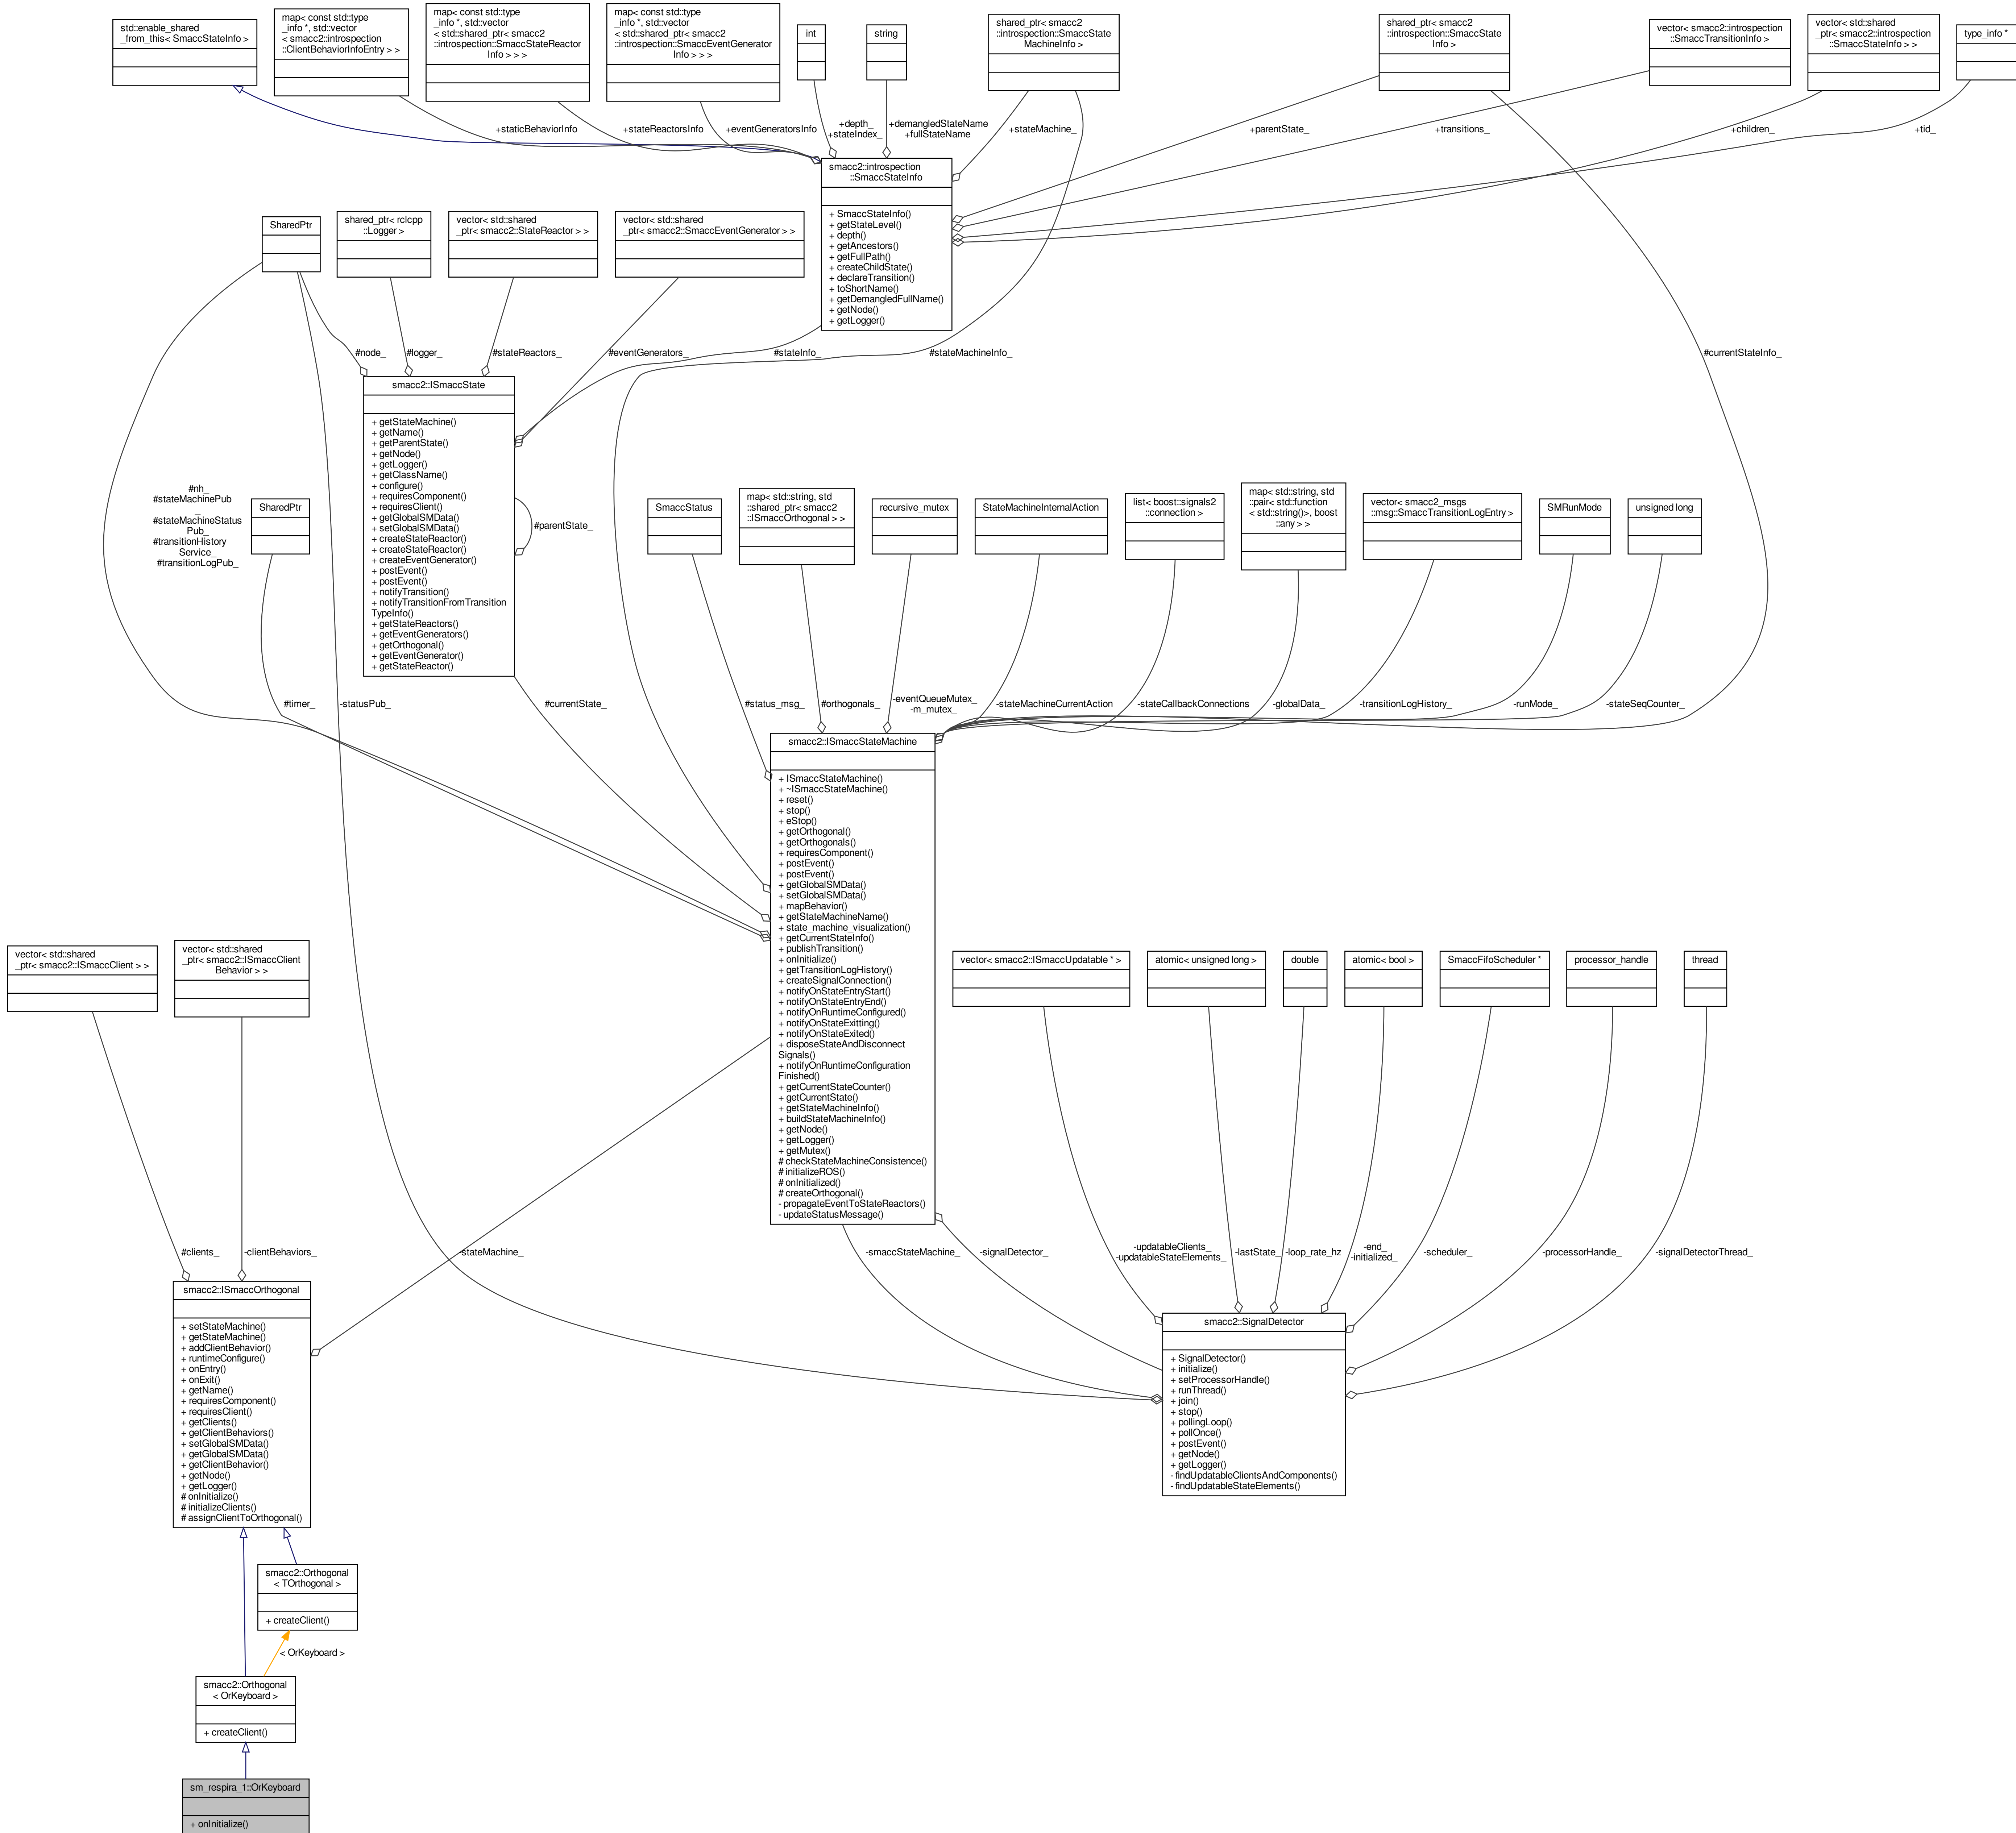 std::enable_shared
_from_this< SmaccStateInfo >
map< const std::type
_info *, std::vector
< smacc2::introspection
::ClientBehaviorInfoEntry > >
map< const std::type
_info *, std::vector
< std::shared_ptr< smacc2
::introspection::SmaccStateReactor
Info > > >
map< const std::type
_info *, std::vector
< std::shared_ptr< smacc2
::introspection::SmaccEventGenerator
Info > > >
int
string
shared_ptr< smacc2
::introspection::SmaccState
MachineInfo >
shared_ptr< smacc2
::introspection::SmaccState
Info >
vector< smacc2::introspection
::SmaccTransitionInfo >
vector< std::shared
_ptr< smacc2::introspection
::SmaccStateInfo > >
type_info *
+staticBehaviorInfo
+stateReactorsInfo
+eventGeneratorsInfo
+depth_
+stateIndex_
+demangledStateName
+fullStateName
+stateMachine_
+parentState_
+transitions_
+children_
+tid_
smacc2::introspection
::SmaccStateInfo
+ SmaccStateInfo()
+ getStateLevel()
+ depth()
+ getAncestors()
+ getFullPath()
+ createChildState()
+ declareTransition()
+ toShortName()
+ getDemangledFullName()
+ getNode()
+ getLogger()
SharedPtr
shared_ptr< rclcpp
::Logger >
vector< std::shared
_ptr< smacc2::StateReactor > >
vector< std::shared
_ptr< smacc2::SmaccEventGenerator > >
#node_
#logger_
#stateReactors_
#eventGenerators_
#stateInfo_
#stateMachineInfo_
#currentStateInfo_
smacc2::ISmaccState
+ getStateMachine()
+ getName()
+ getParentState()
+ getNode()
+ getLogger()
+ getClassName()
+ configure()
+ requiresComponent()
+ requiresClient()
+ getGlobalSMData()
+ setGlobalSMData()
+ createStateReactor()
+ createStateReactor()
+ createEventGenerator()
+ postEvent()
+ postEvent()
+ notifyTransition()
+ notifyTransitionFromTransition
TypeInfo()
+ getStateReactors()
+ getEventGenerators()
+ getOrthogonal()
+ getEventGenerator()
+ getStateReactor()
#parentState_
#nh_
#stateMachinePub
_
#stateMachineStatus
Pub_
#transitionHistory
Service_
#transitionLogPub_
SharedPtr
SmaccStatus
map< std::string, std
::shared_ptr< smacc2
::ISmaccOrthogonal > >
recursive_mutex
StateMachineInternalAction
list< boost::signals2
::connection >
map< std::string, std
::pair< std::function
< std::string()>, boost
::any > >
vector< smacc2_msgs
::msg::SmaccTransitionLogEntry >
SMRunMode
unsigned long
#timer_
-statusPub_
#currentState_
#status_msg_
#orthogonals_
-eventQueueMutex_
-m_mutex_
-stateMachineCurrentAction
-stateCallbackConnections
-globalData_
-transitionLogHistory_
-runMode_
-stateSeqCounter_
smacc2::ISmaccStateMachine
+ ISmaccStateMachine()
+ ~ISmaccStateMachine()
+ reset()
+ stop()
+ eStop()
+ getOrthogonal()
+ getOrthogonals()
+ requiresComponent()
+ postEvent()
+ postEvent()
+ getGlobalSMData()
+ setGlobalSMData()
+ mapBehavior()
+ getStateMachineName()
+ state_machine_visualization()
+ getCurrentStateInfo()
+ publishTransition()
+ onInitialize()
+ getTransitionLogHistory()
+ createSignalConnection()
+ notifyOnStateEntryStart()
+ notifyOnStateEntryEnd()
+ notifyOnRuntimeConfigured()
+ notifyOnStateExitting()
+ notifyOnStateExited()
+ disposeStateAndDisconnect
Signals()
+ notifyOnRuntimeConfiguration
Finished()
+ getCurrentStateCounter()
+ getCurrentState()
+ getStateMachineInfo()
+ buildStateMachineInfo()
+ getNode()
+ getLogger()
+ getMutex()
# checkStateMachineConsistence()
# initializeROS()
# onInitialized()
# createOrthogonal()
- propagateEventToStateReactors()
- updateStatusMessage()
vector< std::shared
_ptr< smacc2::ISmaccClient > >
vector< std::shared
_ptr< smacc2::ISmaccClient
Behavior > >
vector< smacc2::ISmaccUpdatable * >
atomic< unsigned long >
double
atomic< bool >
SmaccFifoScheduler *
processor_handle
thread
#clients_
-clientBehaviors_
-stateMachine_
-smaccStateMachine_
-signalDetector_
-updatableClients_
-updatableStateElements_
-lastState_
-loop_rate_hz
-end_
-initialized_
-scheduler_
-processorHandle_
-signalDetectorThread_
smacc2::ISmaccOrthogonal
+ setStateMachine()
+ getStateMachine()
+ addClientBehavior()
+ runtimeConfigure()
+ onEntry()
+ onExit()
+ getName()
+ requiresComponent()
+ requiresClient()
+ getClients()
+ getClientBehaviors()
+ setGlobalSMData()
+ getGlobalSMData()
+ getClientBehavior()
+ getNode()
+ getLogger()
# onInitialize()
# initializeClients()
# assignClientToOrthogonal()
smacc2::SignalDetector
+ SignalDetector()
+ initialize()
+ setProcessorHandle()
+ runThread()
+ join()
+ stop()
+ pollingLoop()
+ pollOnce()
+ postEvent()
+ getNode()
+ getLogger()
- findUpdatableClientsAndComponents()
- findUpdatableStateElements()
smacc2::Orthogonal
< TOrthogonal >
+ createClient()
< OrKeyboard >
smacc2::Orthogonal
< OrKeyboard >
+ createClient()
sm_respira_1::OrKeyboard
+ onInitialize()